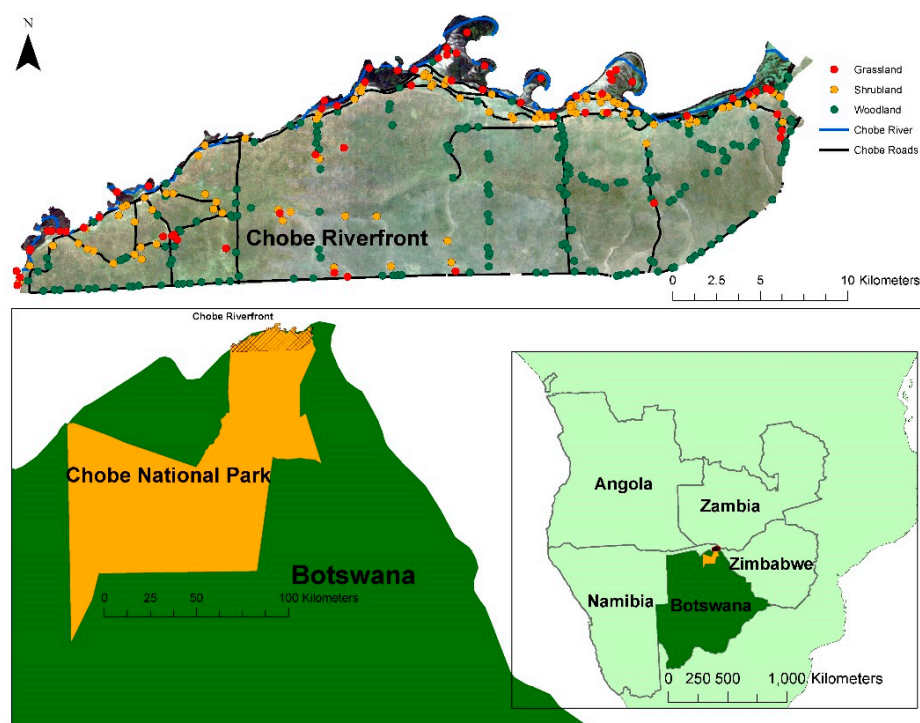 N
Grassland
Shrubland
Woodland
Chobe River
Chobe Roads
Chobe Riverfront
0 2.5 5 10 Kilometers
Chobe Riverfront
Chobe National Park
Botswana
0 25 50 100 Kilometers
Angola
Zambia
Zimbabwe
Namibia
Botswana
0 250 500 1,000 Kilometers